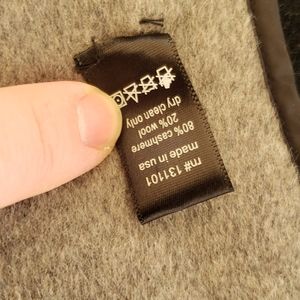 dry clean only
20% wool
80% cashmere
made in usa
rn# 131101